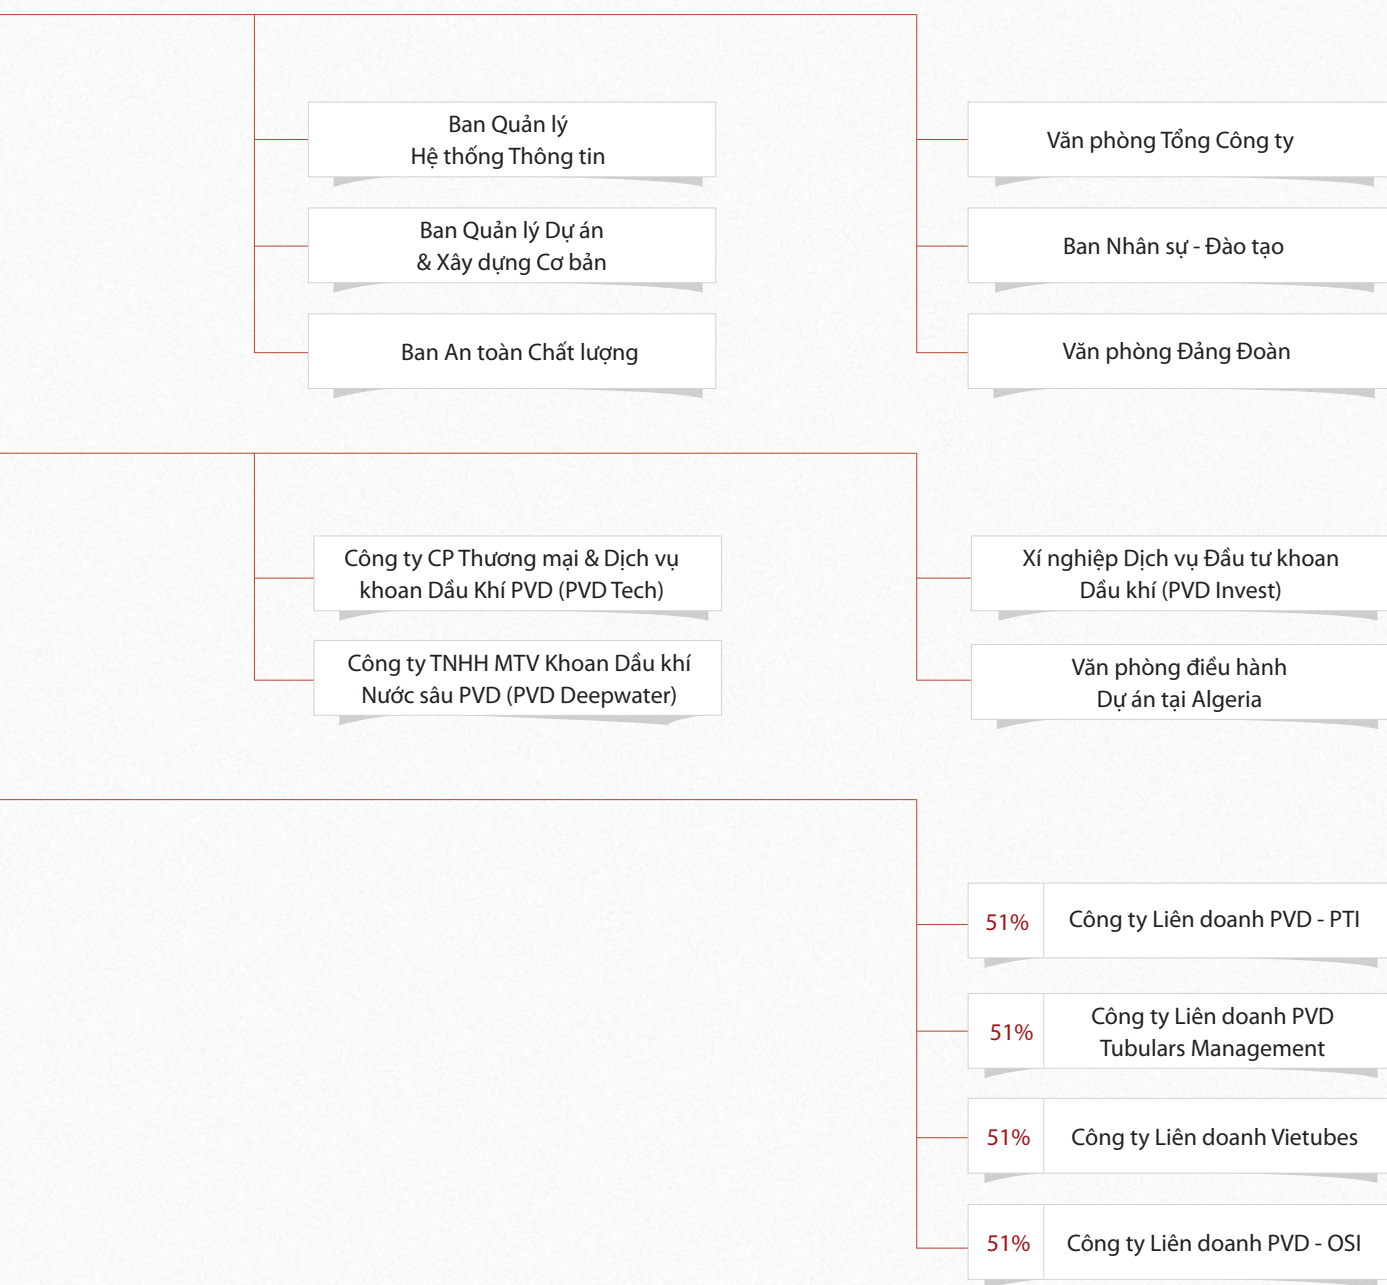 Ban Quản lý
Hệ thống Thông tin
Ban Quản lý Dự án
& Xây dựng Cơ bản
Ban An toàn Chất lượng
Văn phòng Tổng Công ty
Ban Nhân sự - Đào tạo
Văn phòng Đảng Đoàn
Công ty CP Thương mại & Dịch vụ
khoan Dầu Khí PVD (PVD Tech)
Công ty TNHH MTV Khoan Dầu khí
Nước sâu PVD (PVD Deepwater)
Xí nghiệp Dịch vụ Đầu tư khoan
Dầu khí (PVD Invest)
Văn phòng điều hành
Dự án tại Algeria
51% Công ty Liên doanh PVD - PTI
51% Công ty Liên doanh PVD
Tubulars Management
51% Công ty Liên doanh Vietubes
51% Công ty Liên doanh PVD - OSI